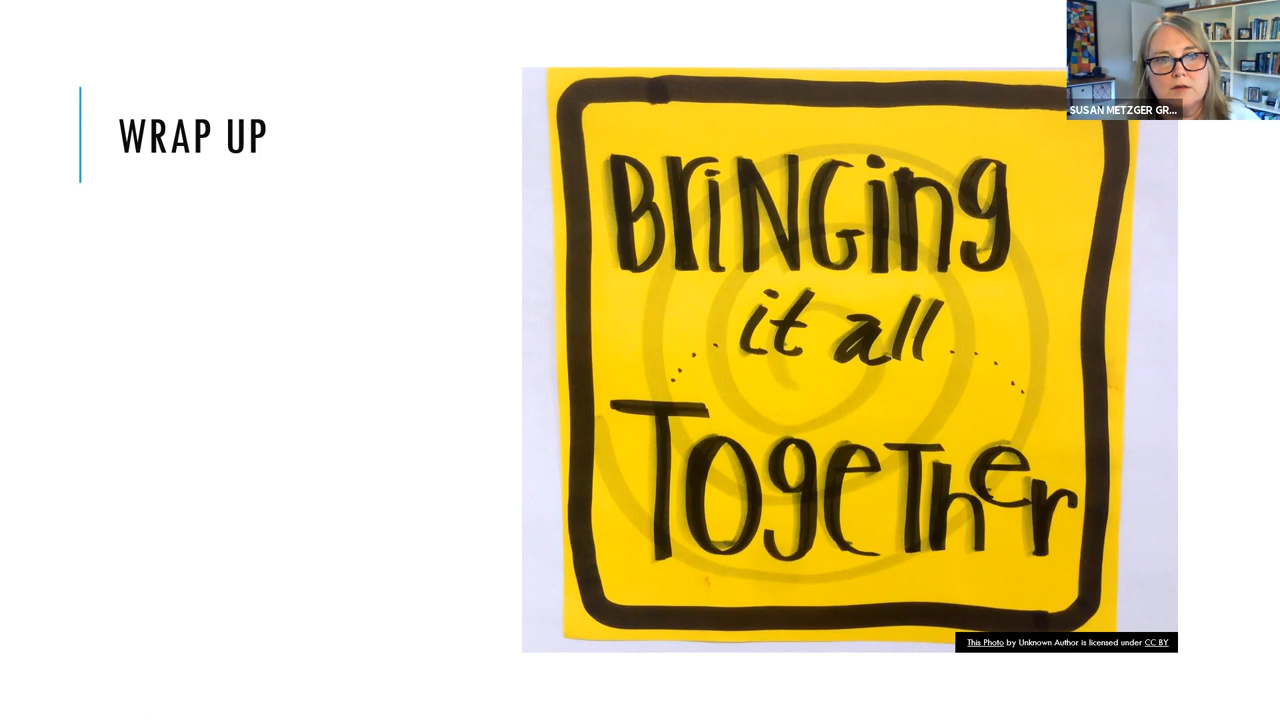 WRAP UP
SUSAN METZGER GR...
BriNGing
it all
TogeTher
This Photo by Unknown Author is licensed under CC BY